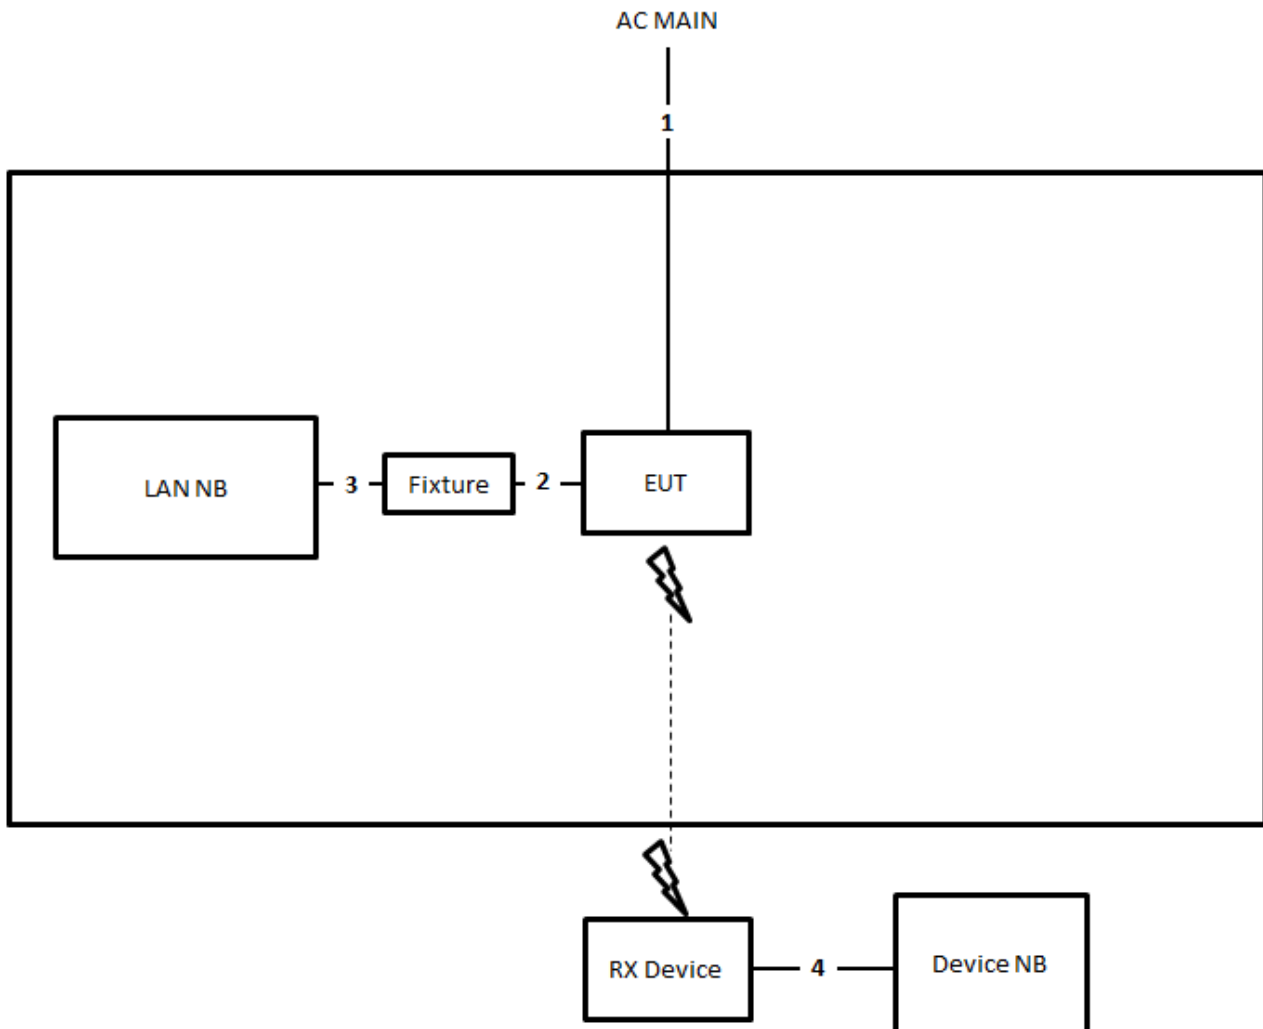 AC MAIN
1
LAN NB
3
Fixture
2
EUT
RX Device
4
Device NB